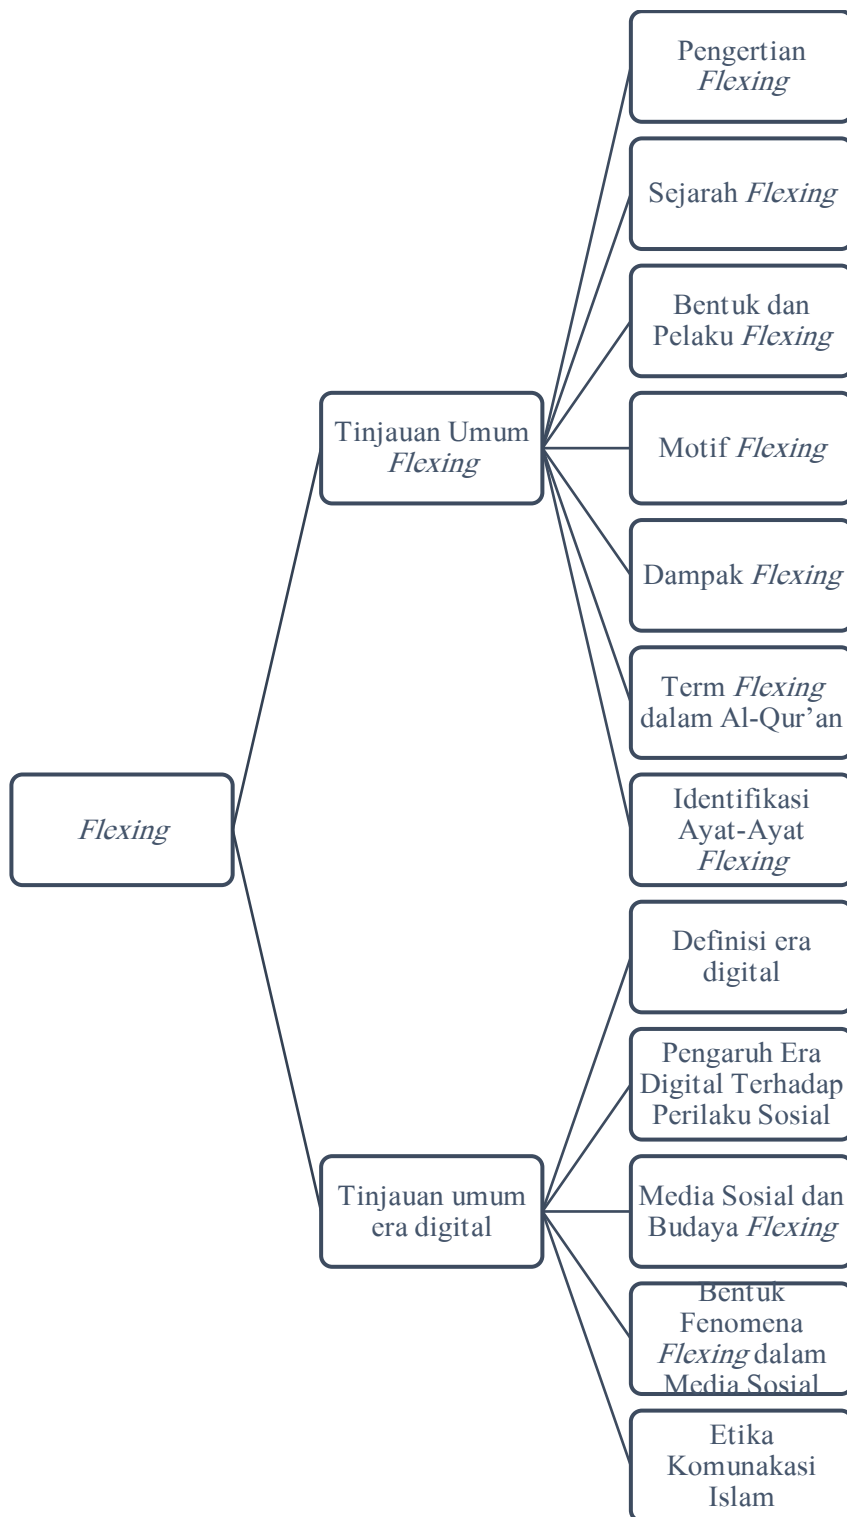 Pengertian
Flexing
Sejarah Flexing
Bentuk dan
Pelaku Flexing
Tinjauan Umum
Flexing
Motif Flexing
Dampak Flexing
Term Flexing
dalam Al-Qur’an
Flexing
Identifikasi
Ayat-Ayat
Flexing
Definisi era
digital
Pengaruh Era
Digital Terhadap
Perilaku Sosial
Tinjauan umum
era digital
Media Sosial dan
Budaya Flexing
Bentuk
Fenomena
Flexing dalam
Media Sosial
Etika
Komunakasi
Islam